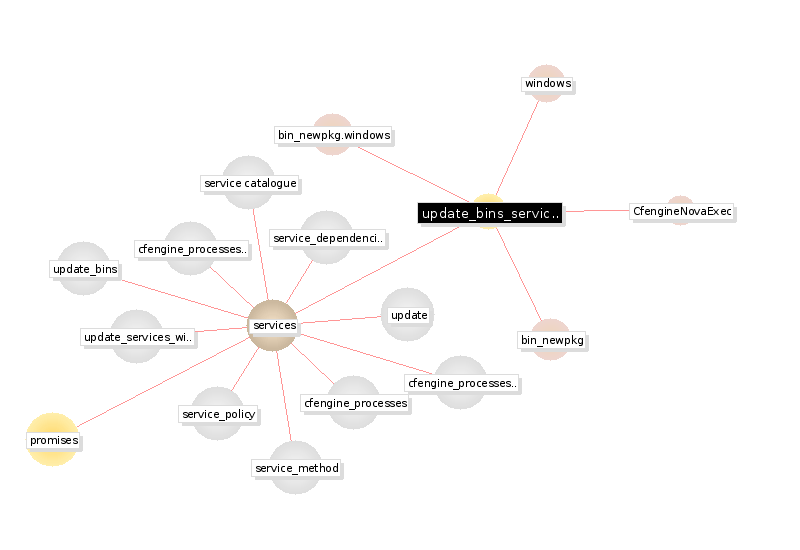 windows
bin_newpkg.windows
service catalogue
CfengineNovaExec
update_bins_servic..
service_dependenci..
cfengine_processes..
update_bins
update
services
update_services_wi..
bin_newpkg
cfengine_processes..
cfengine_processes
service_policy
promises
service_method